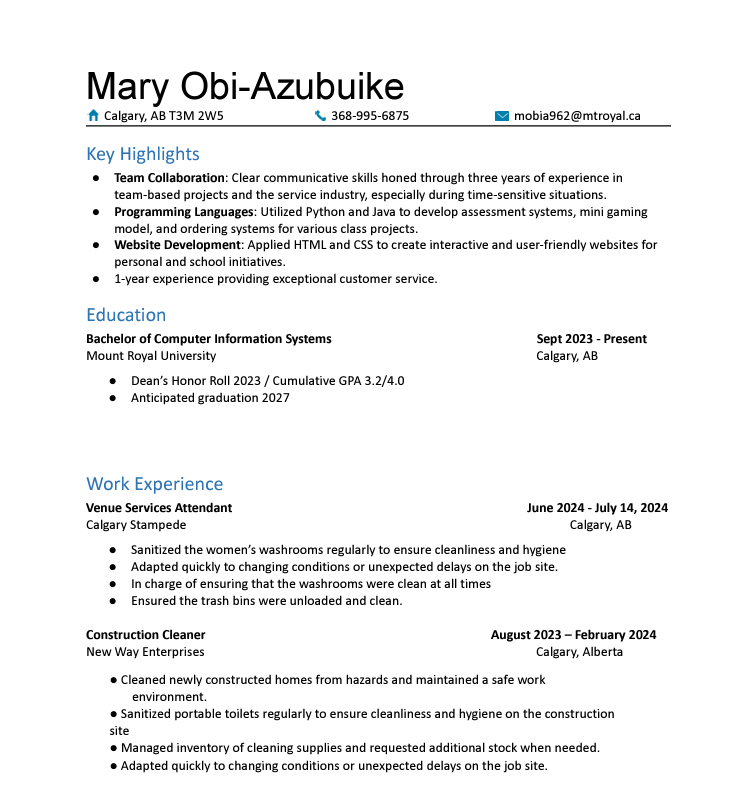 Mary Obi-Azubuike
Calgary, AB T3M 2W5 368-995-6875 mobia962@mtroyal.ca
Key Highlights
● Team Collaboration: Clear communicative skills honed through three years of experience in
team-based projects and the service industry, especially during time-sensitive situations.
● Programming Languages: Utilized Python and Java to develop assessment systems, mini gaming
model, and ordering systems for various class projects.
● Website Development: Applied HTML and CSS to create interactive and user-friendly websites for
personal and school initiatives.
● 1-year experience providing exceptional customer service.
Education
Bachelor of Computer Information Systems Sept 2023 - Present
Mount Royal University Calgary, AB
● Dean's Honor Roll 2023 / Cumulative GPA 3.2/4.0
● Anticipated graduation 2027
Work Experience
Venue Services Attendant June 2024 - July 14, 2024
Calgary Stampede Calgary, AB
● Sanitized the women's washrooms regularly to ensure cleanliness and hygiene
● Adapted quickly to changing conditions or unexpected delays on the job site.
● In charge of ensuring that the washrooms were clean at all times
● Ensured the trash bins were unloaded and clean.
Construction Cleaner August 2023 – February 2024
New Way Enterprises Calgary, Alberta
● Cleaned newly constructed homes from hazards and maintained a safe work
environment.
● Sanitized portable toilets regularly to ensure cleanliness and hygiene on the construction
site
● Managed inventory of cleaning supplies and requested additional stock when needed.
● Adapted quickly to changing conditions or unexpected delays on the job site.